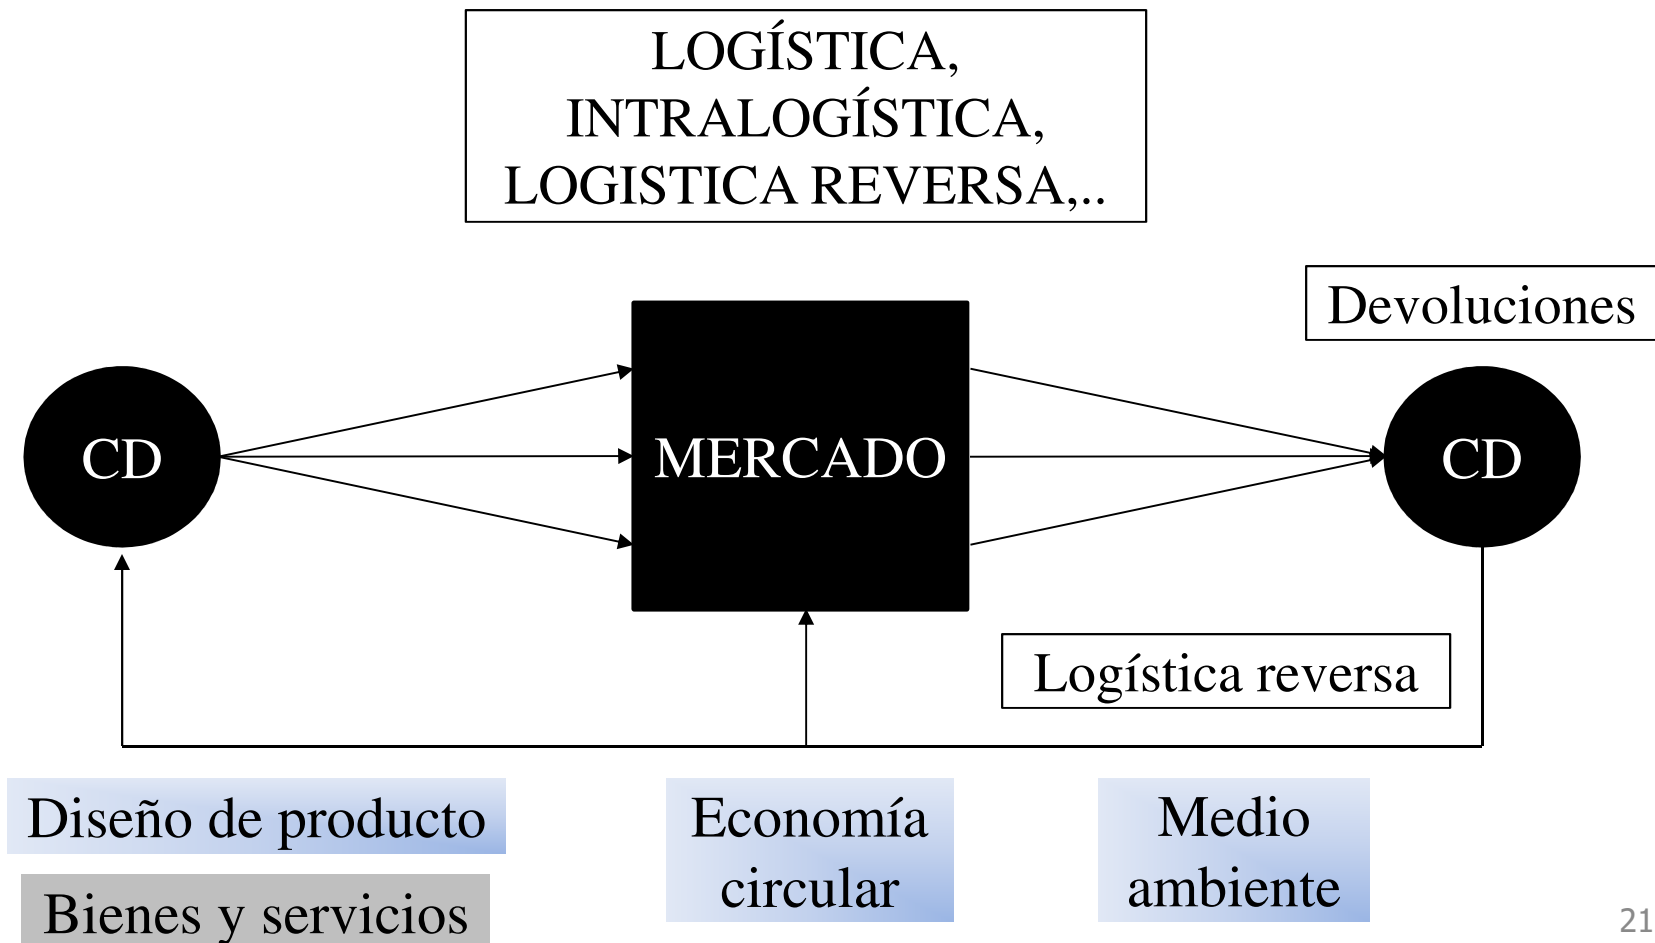 LOGÍSTICA,
INTRALOGÍSTICA,
LOGISTICA REVERSA,..
Devoluciones
CD
MERCADO
CD
Logística reversa
Diseño de producto
Economía
circular
Medio
ambiente
Bienes y servicios
21